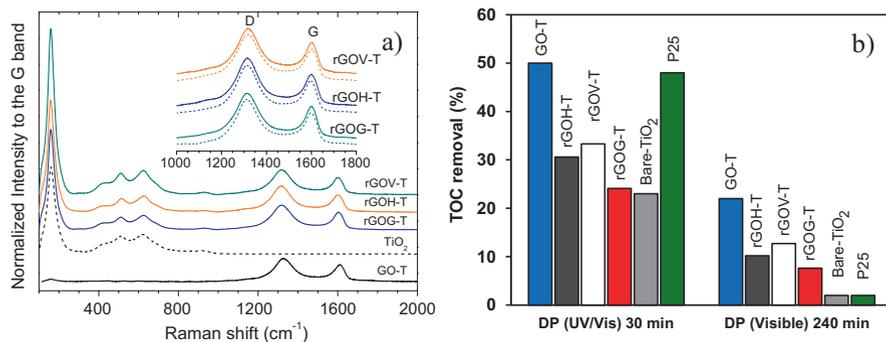 a)
D
G
rGOV-T
rGOH-T
rGOG-T
1000 1200 1400 1600 1800
rGOV-T
rGOH-T
rGOG-T
TiO2
GO-T
400 800 1200 1600 2000
Raman shift (cm-1)
Normalized Intensity to the G band
b)
TOC removal (%)
60
50
40
30
20
10
0
GO-T
rGOH-T
rGOV-T
rGOG-T
Bare-TiO2
P25
GO-T
rGOH-T
rGOV-T
rGOG-T
Bare-TiO2
P25
DP (UV/Vis) 30 min DP (Visible) 240 min